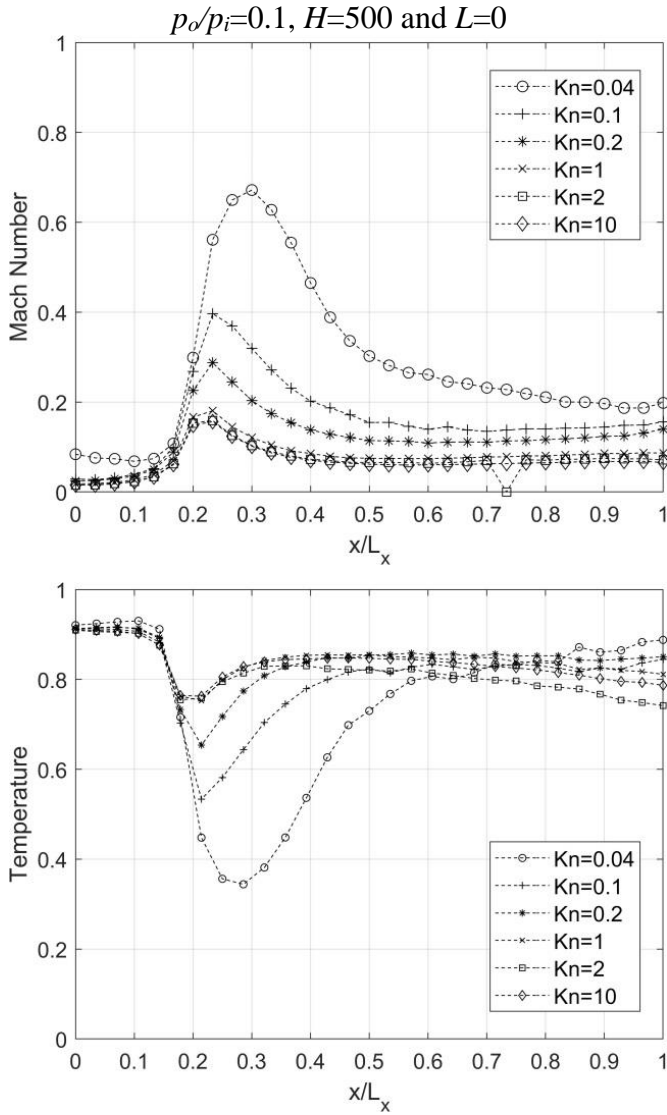 pₒ/pᵢ=0.1, H=500 and L=0
1
0.8
0.6
0.4
0.2
0
Mach Number
Kn=0.04
Kn=0.1
Kn=0.2
Kn=1
Kn=2
Kn=10
0 0.1 0.2 0.3 0.4 0.5 0.6 0.7 0.8 0.9 1
x/Lₓ
1
0.8
0.6
0.4
0.2
0
Temperature
Kn=0.04
Kn=0.1
Kn=0.2
Kn=1
Kn=2
Kn=10
0 0.1 0.2 0.3 0.4 0.5 0.6 0.7 0.8 0.9 1
x/Lₓ